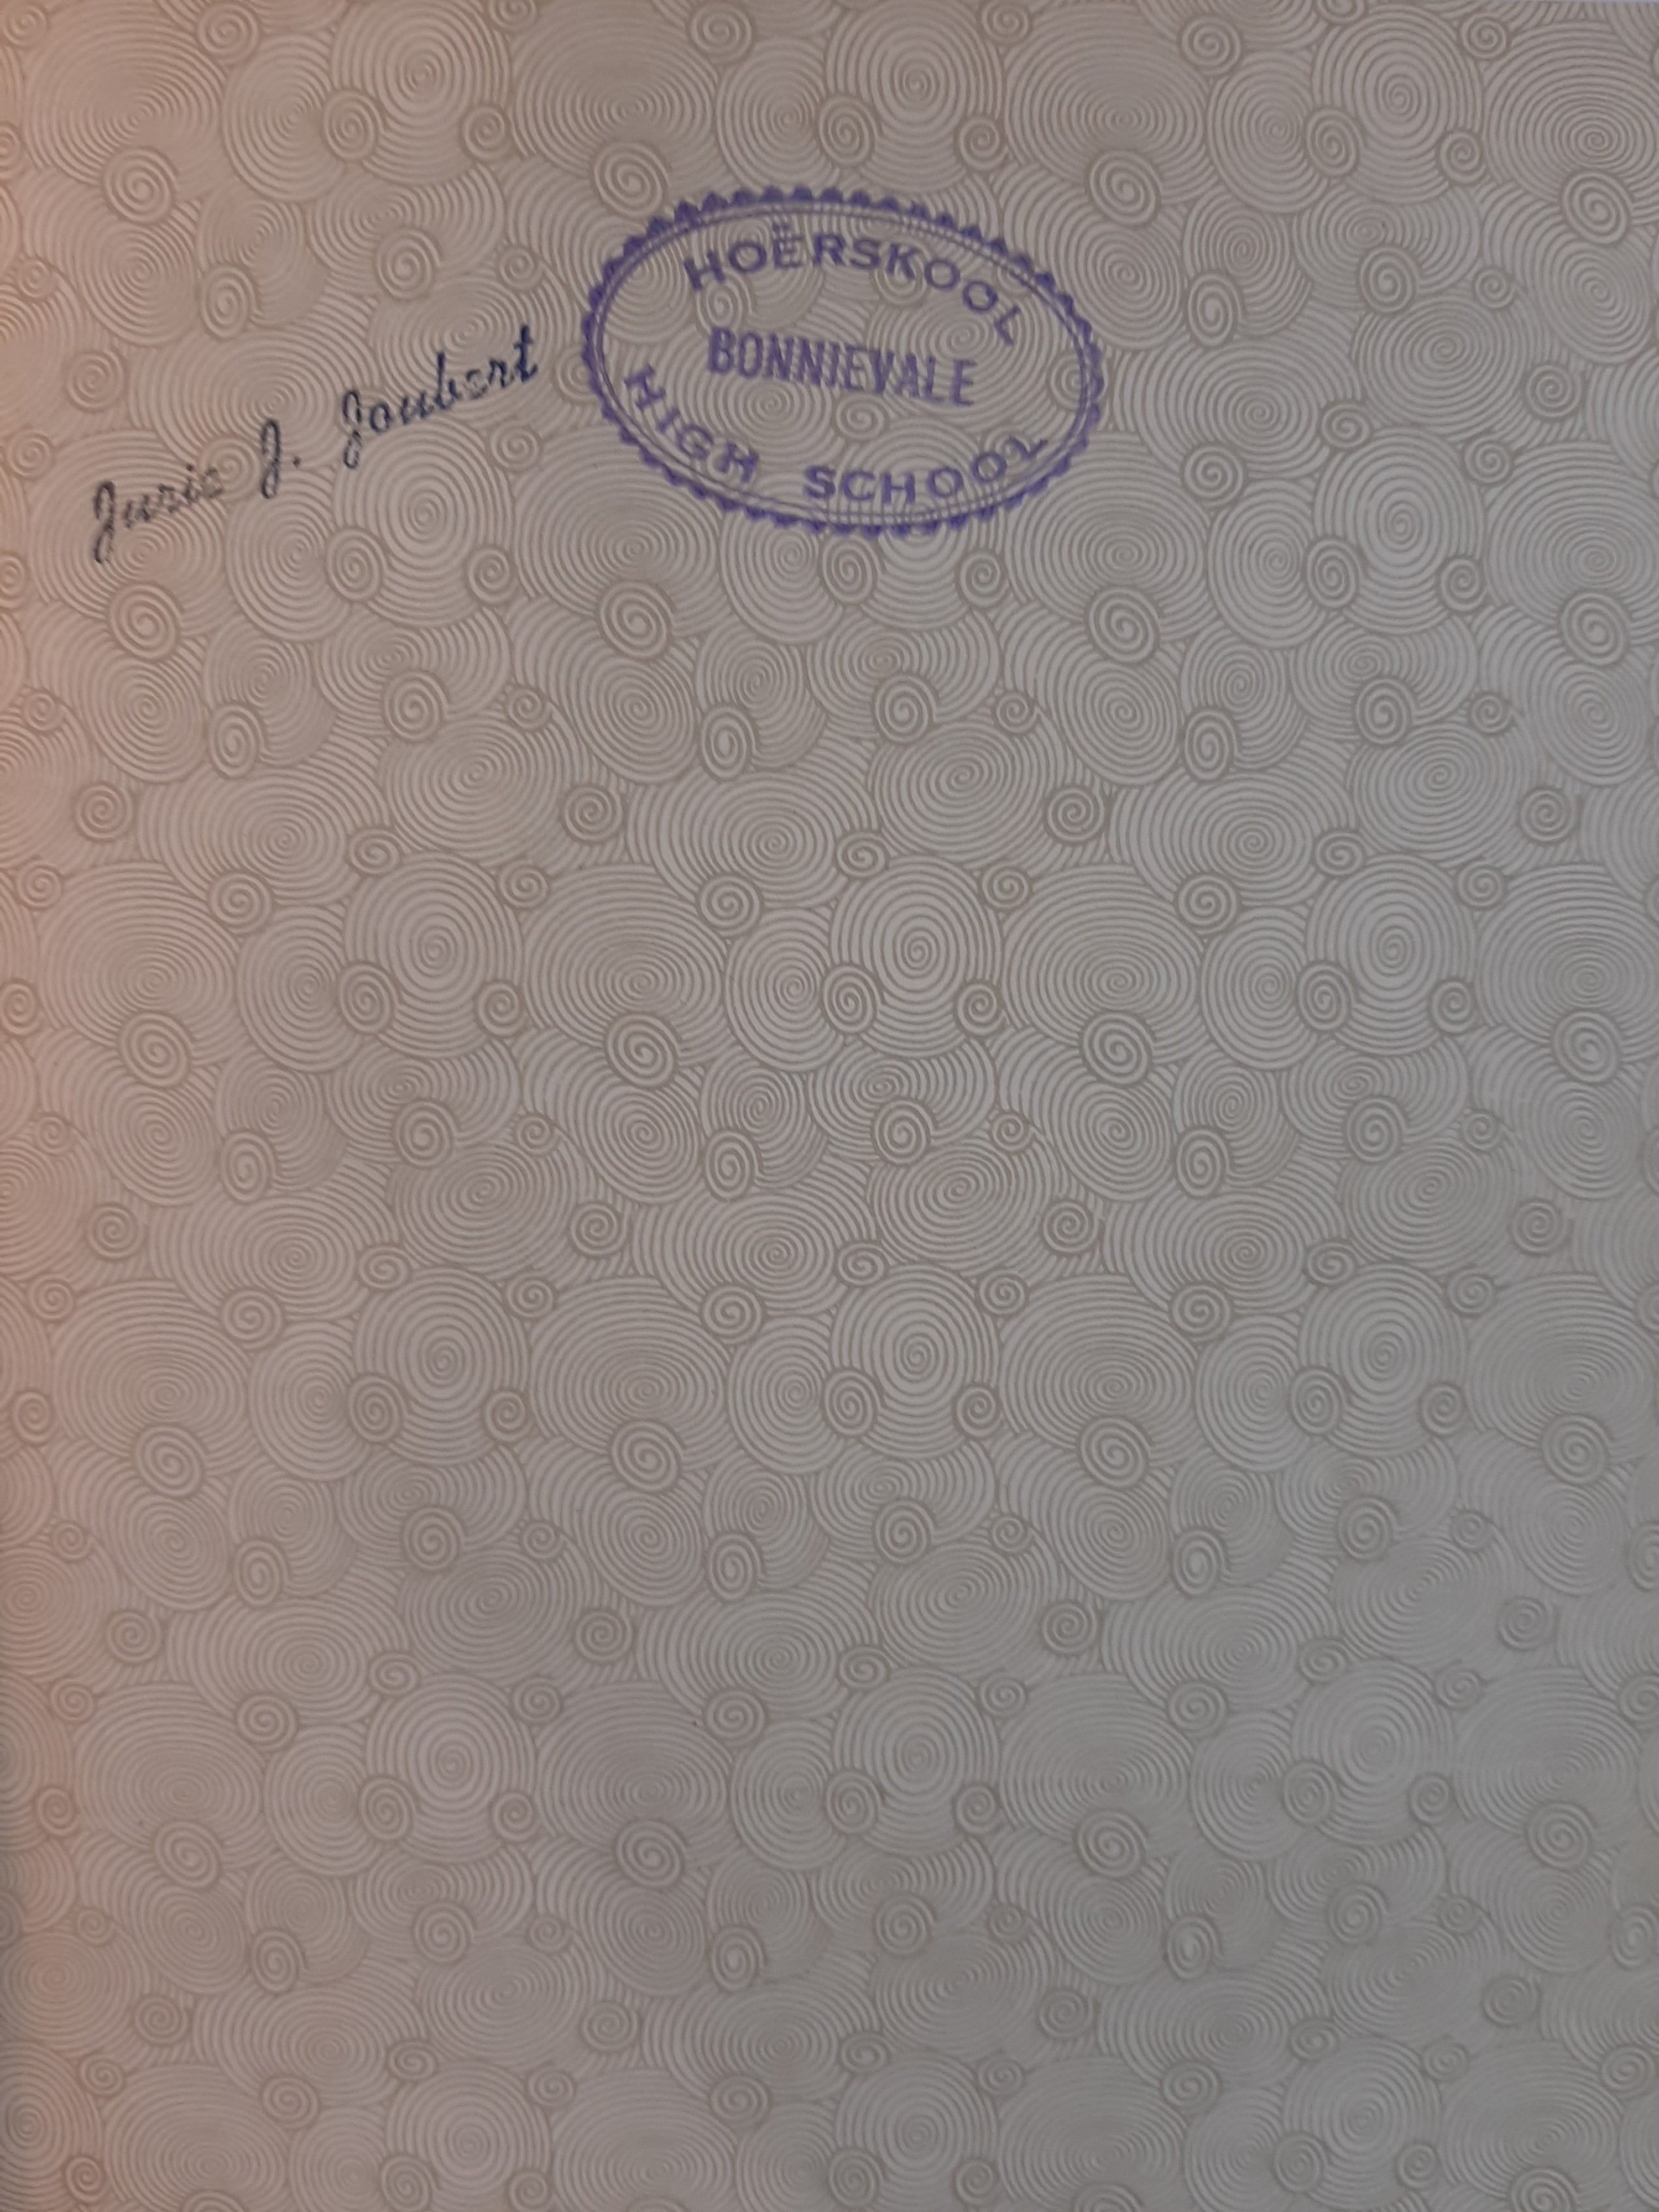 Jurie J. Joubert
HOËRSKOOL
BONNIEVALE
HIGH SCHOOL